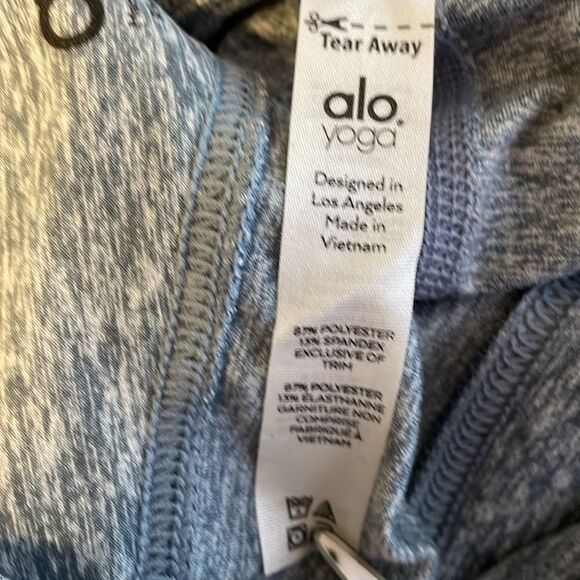 Tear Away
alo
yoga
Designed in
Los Angeles
Made in
Vietnam
87% POLYESTER
13% SPANDEX
EXCLUSIVE OF
TRIM
87% POLYESTER
13% ÉLASTHANNE
GARNITURE NON
COMPRISE
FABRIQUÉ À
VIETNAM